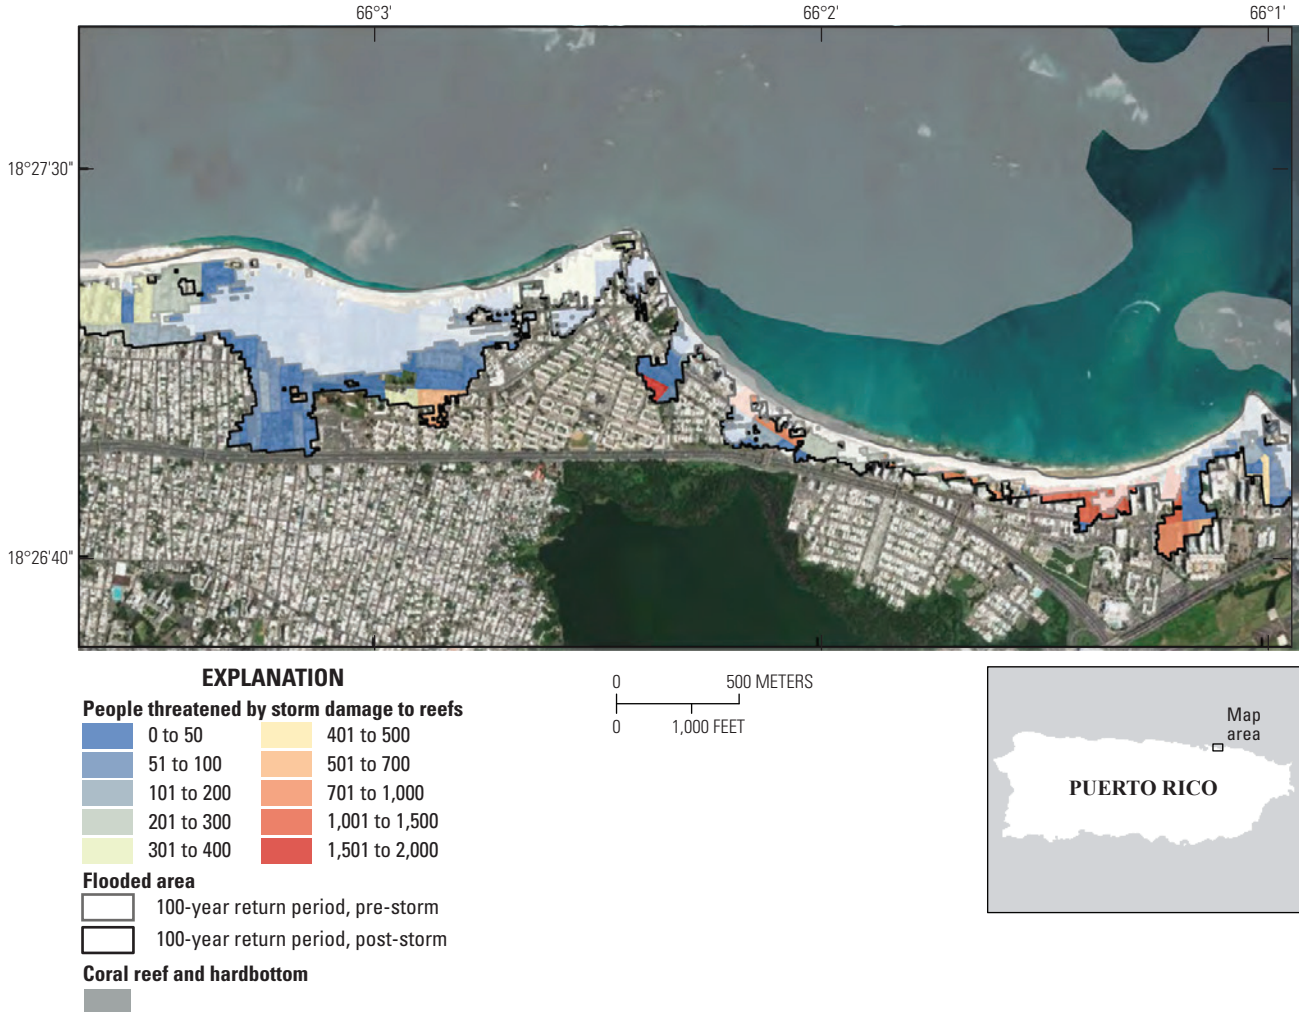 66°3'
66°2'
66°1'
18°27'30"
18°26'40"
EXPLANATION
People threatened by storm damage to reefs
0 to 50
51 to 100
101 to 200
201 to 300
301 to 400
401 to 500
501 to 700
701 to 1,000
1,001 to 1,500
1,501 to 2,000
Flooded area
100-year return period, pre-storm
100-year return period, post-storm
Coral reef and hardbottom
0 500 METERS
0 1,000 FEET
Map
area
PUERTO RICO